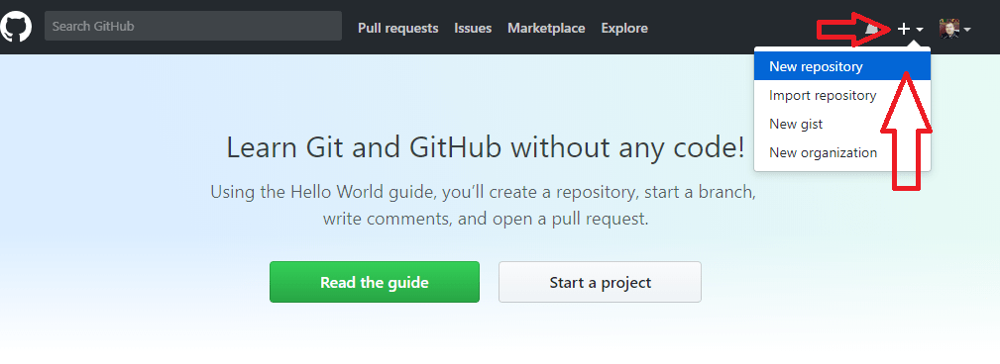 Search GitHub
Pull requests Issues Marketplace Explore
New repository
Import repository
New gist
New organization
Learn Git and GitHub without any code!
Using the Hello World guide, you’ll create a repository, start a branch,
write comments, and open a pull request.
Read the guide
Start a project